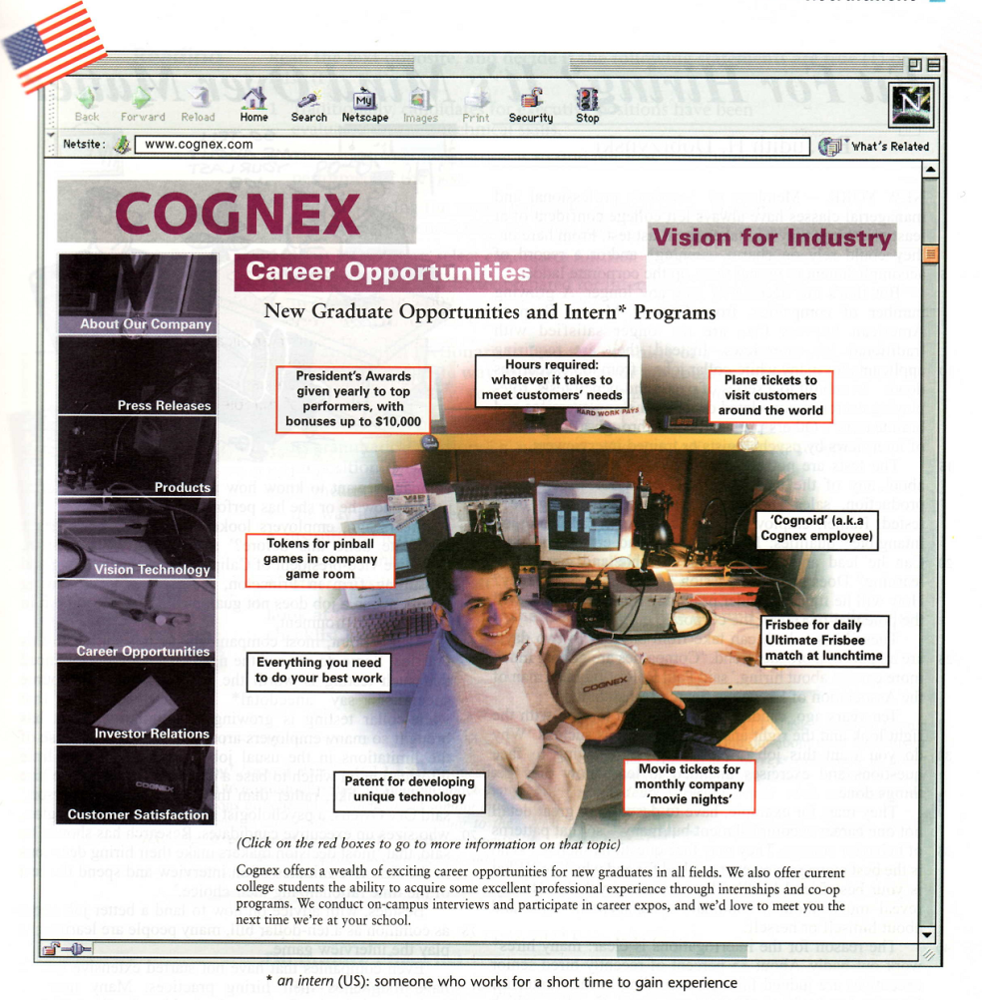 Back Forward Reload Home Search Netscape Images Print Security Stop
My
N
Netsite: www.cognex.com What's Related
COGNEX
Vision for Industry
Career Opportunities
New Graduate Opportunities and Intern* Programs
About Our Company
Press Releases
Products
Vision Technology
Career Opportunities
Investor Relations
COGNEX
Customer Satisfaction
President's Awards
given yearly to top
performers, with
bonuses up to $10,000
Hours required:
whatever it takes to
meet customers' needs
Plane tickets to
visit customers
around the world
HARD WORK PAYS
'Cognoid' (a.k.a
Cognex employee)
Tokens for pinball
games in company
game room
Frisbee for daily
Ultimate Frisbee
match at lunchtime
Everything you need
to do your best work
COGNEX
Patent for developing
unique technology
Movie tickets for
monthly company
'movie nights'
(Click on the red boxes to go to more information on that topic)
Cognex offers a wealth of exciting career opportunities for new graduates in all fields. We also offer current
college students the ability to acquire some excellent professional experience through internships and co-op
programs. We conduct on-campus interviews and participate in career expos, and we'd love to meet you the
next time we're at your school.
* an intern (US): someone who works for a short time to gain experience